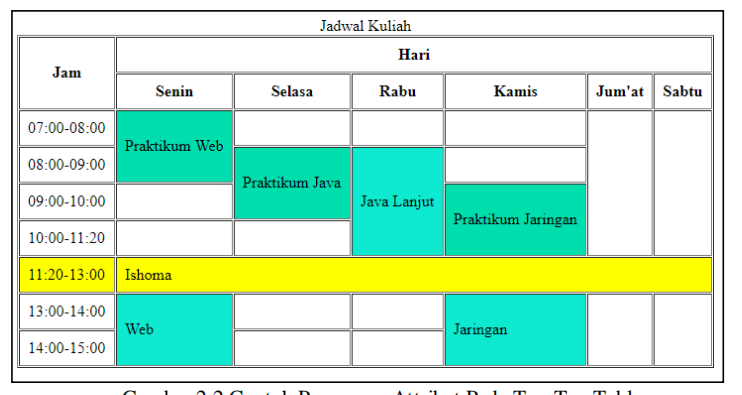 Jadwal Kuliah
Jam Hari
Senin Selasa Rabu Kamis Jum'at Sabtu
07:00-08:00 Praktikum Web
08:00-09:00 Praktikum Java Java Lanjut
09:00-10:00 Praktikum Jaringan
10:00-11:20
11:20-13:00 Ishoma
13:00-14:00 Web Jaringan
14:00-15:00